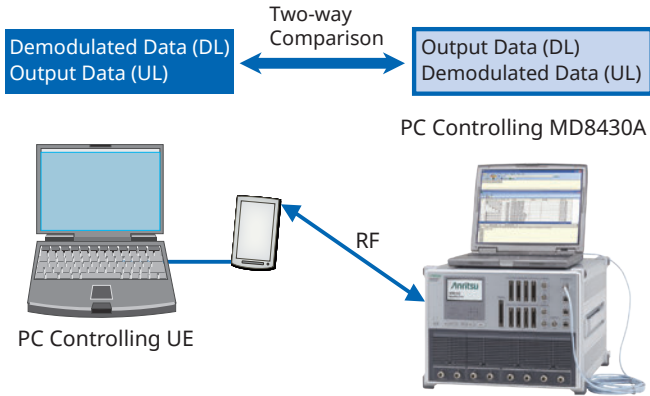 Two-way
Comparison
Demodulated Data (DL)
Output Data (UL)
Output Data (DL)
Demodulated Data (UL)
PC Controlling MD8430A
RF
Anritsu
PC Controlling UE